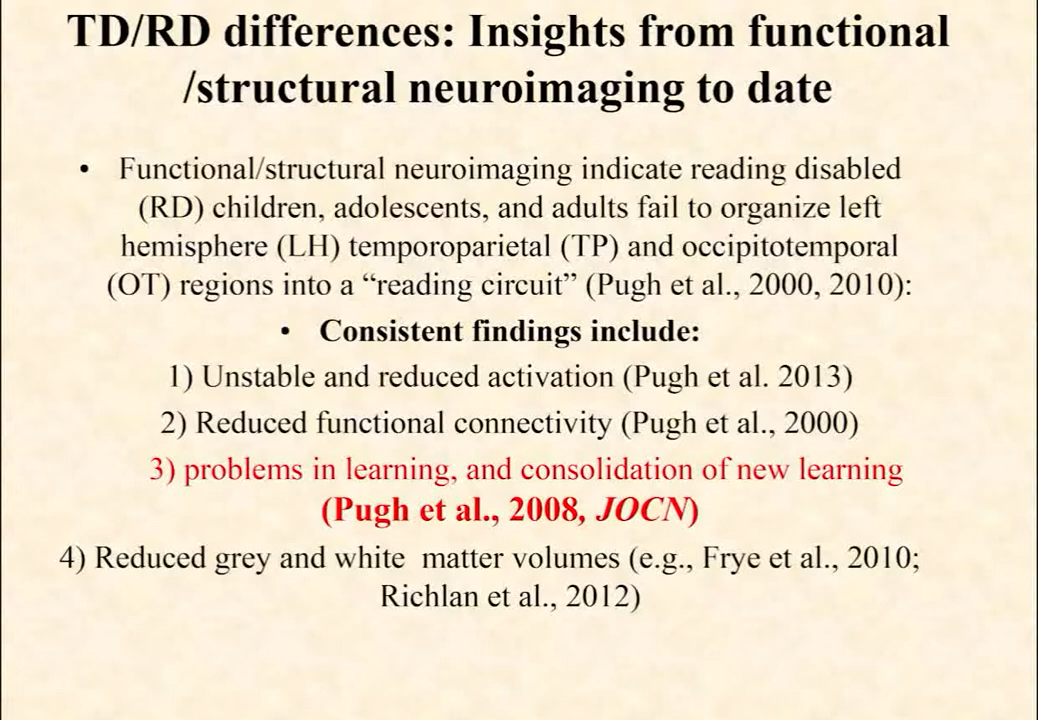 TD/RD differences: Insights from functional
/structural neuroimaging to date
• Functional/structural neuroimaging indicate reading disabled
(RD) children, adolescents, and adults fail to organize left
hemisphere (LH) temporoparietal (TP) and occipitotemporal
(OT) regions into a “reading circuit” (Pugh et al., 2000, 2010):
• Consistent findings include:
1) Unstable and reduced activation (Pugh et al. 2013)
2) Reduced functional connectivity (Pugh et al., 2000)
3) problems in learning, and consolidation of new learning
(Pugh et al., 2008, JOCN)
4) Reduced grey and white matter volumes (e.g., Frye et al., 2010;
Richlan et al., 2012)